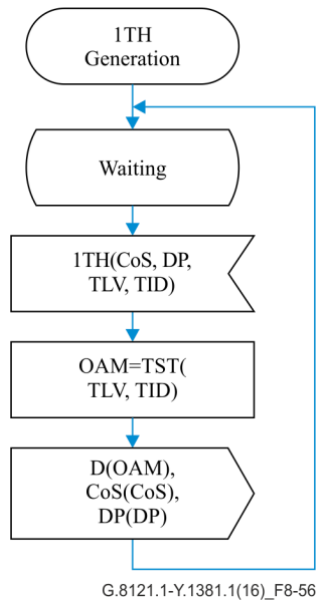 1TH
Generation
Waiting
1TH(CoS, DP,
TLV, TID)
OAM=TST(
TLV, TID)
D(OAM),
CoS(CoS),
DP(DP)
G.8121.1-Y.1381.1(16)_F8-56